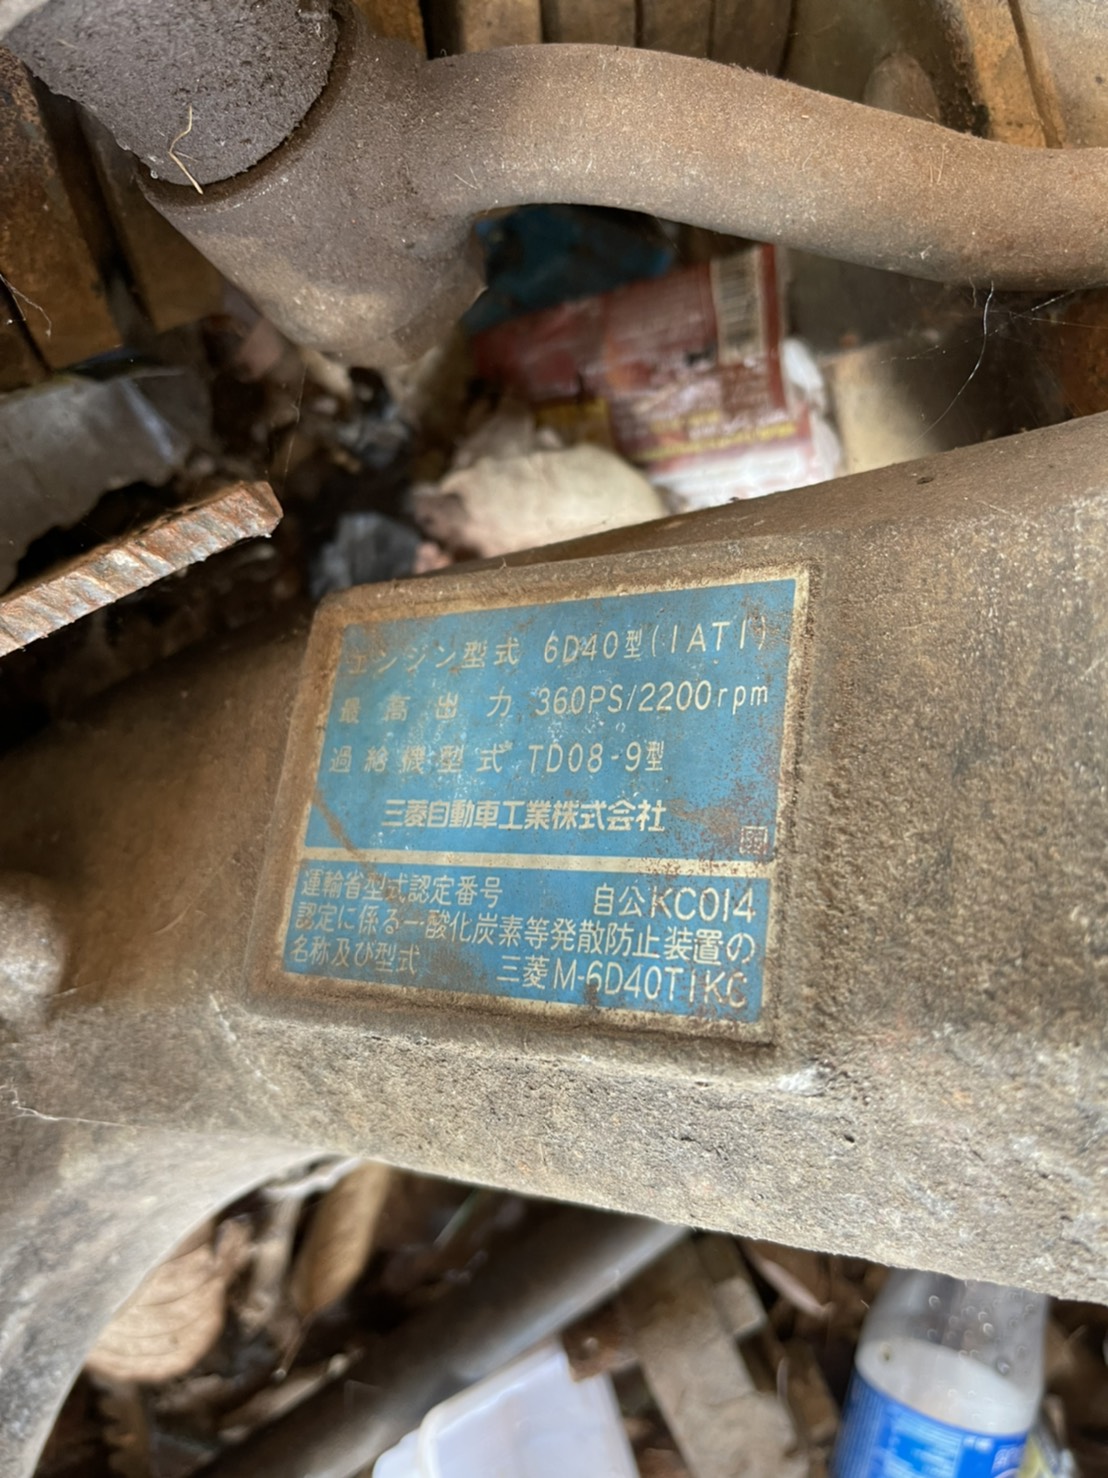 エンジン型式 6D40型(1AT1)
最高出力 360PS/2200rpm
過給機型式 TD08-9型
三菱自動車工業株式会社
運輸省型式認定番号 自公KC014
認定に係る一酸化炭素等発散防止装置の
名称及び型式 三菱M-6D40T1KC